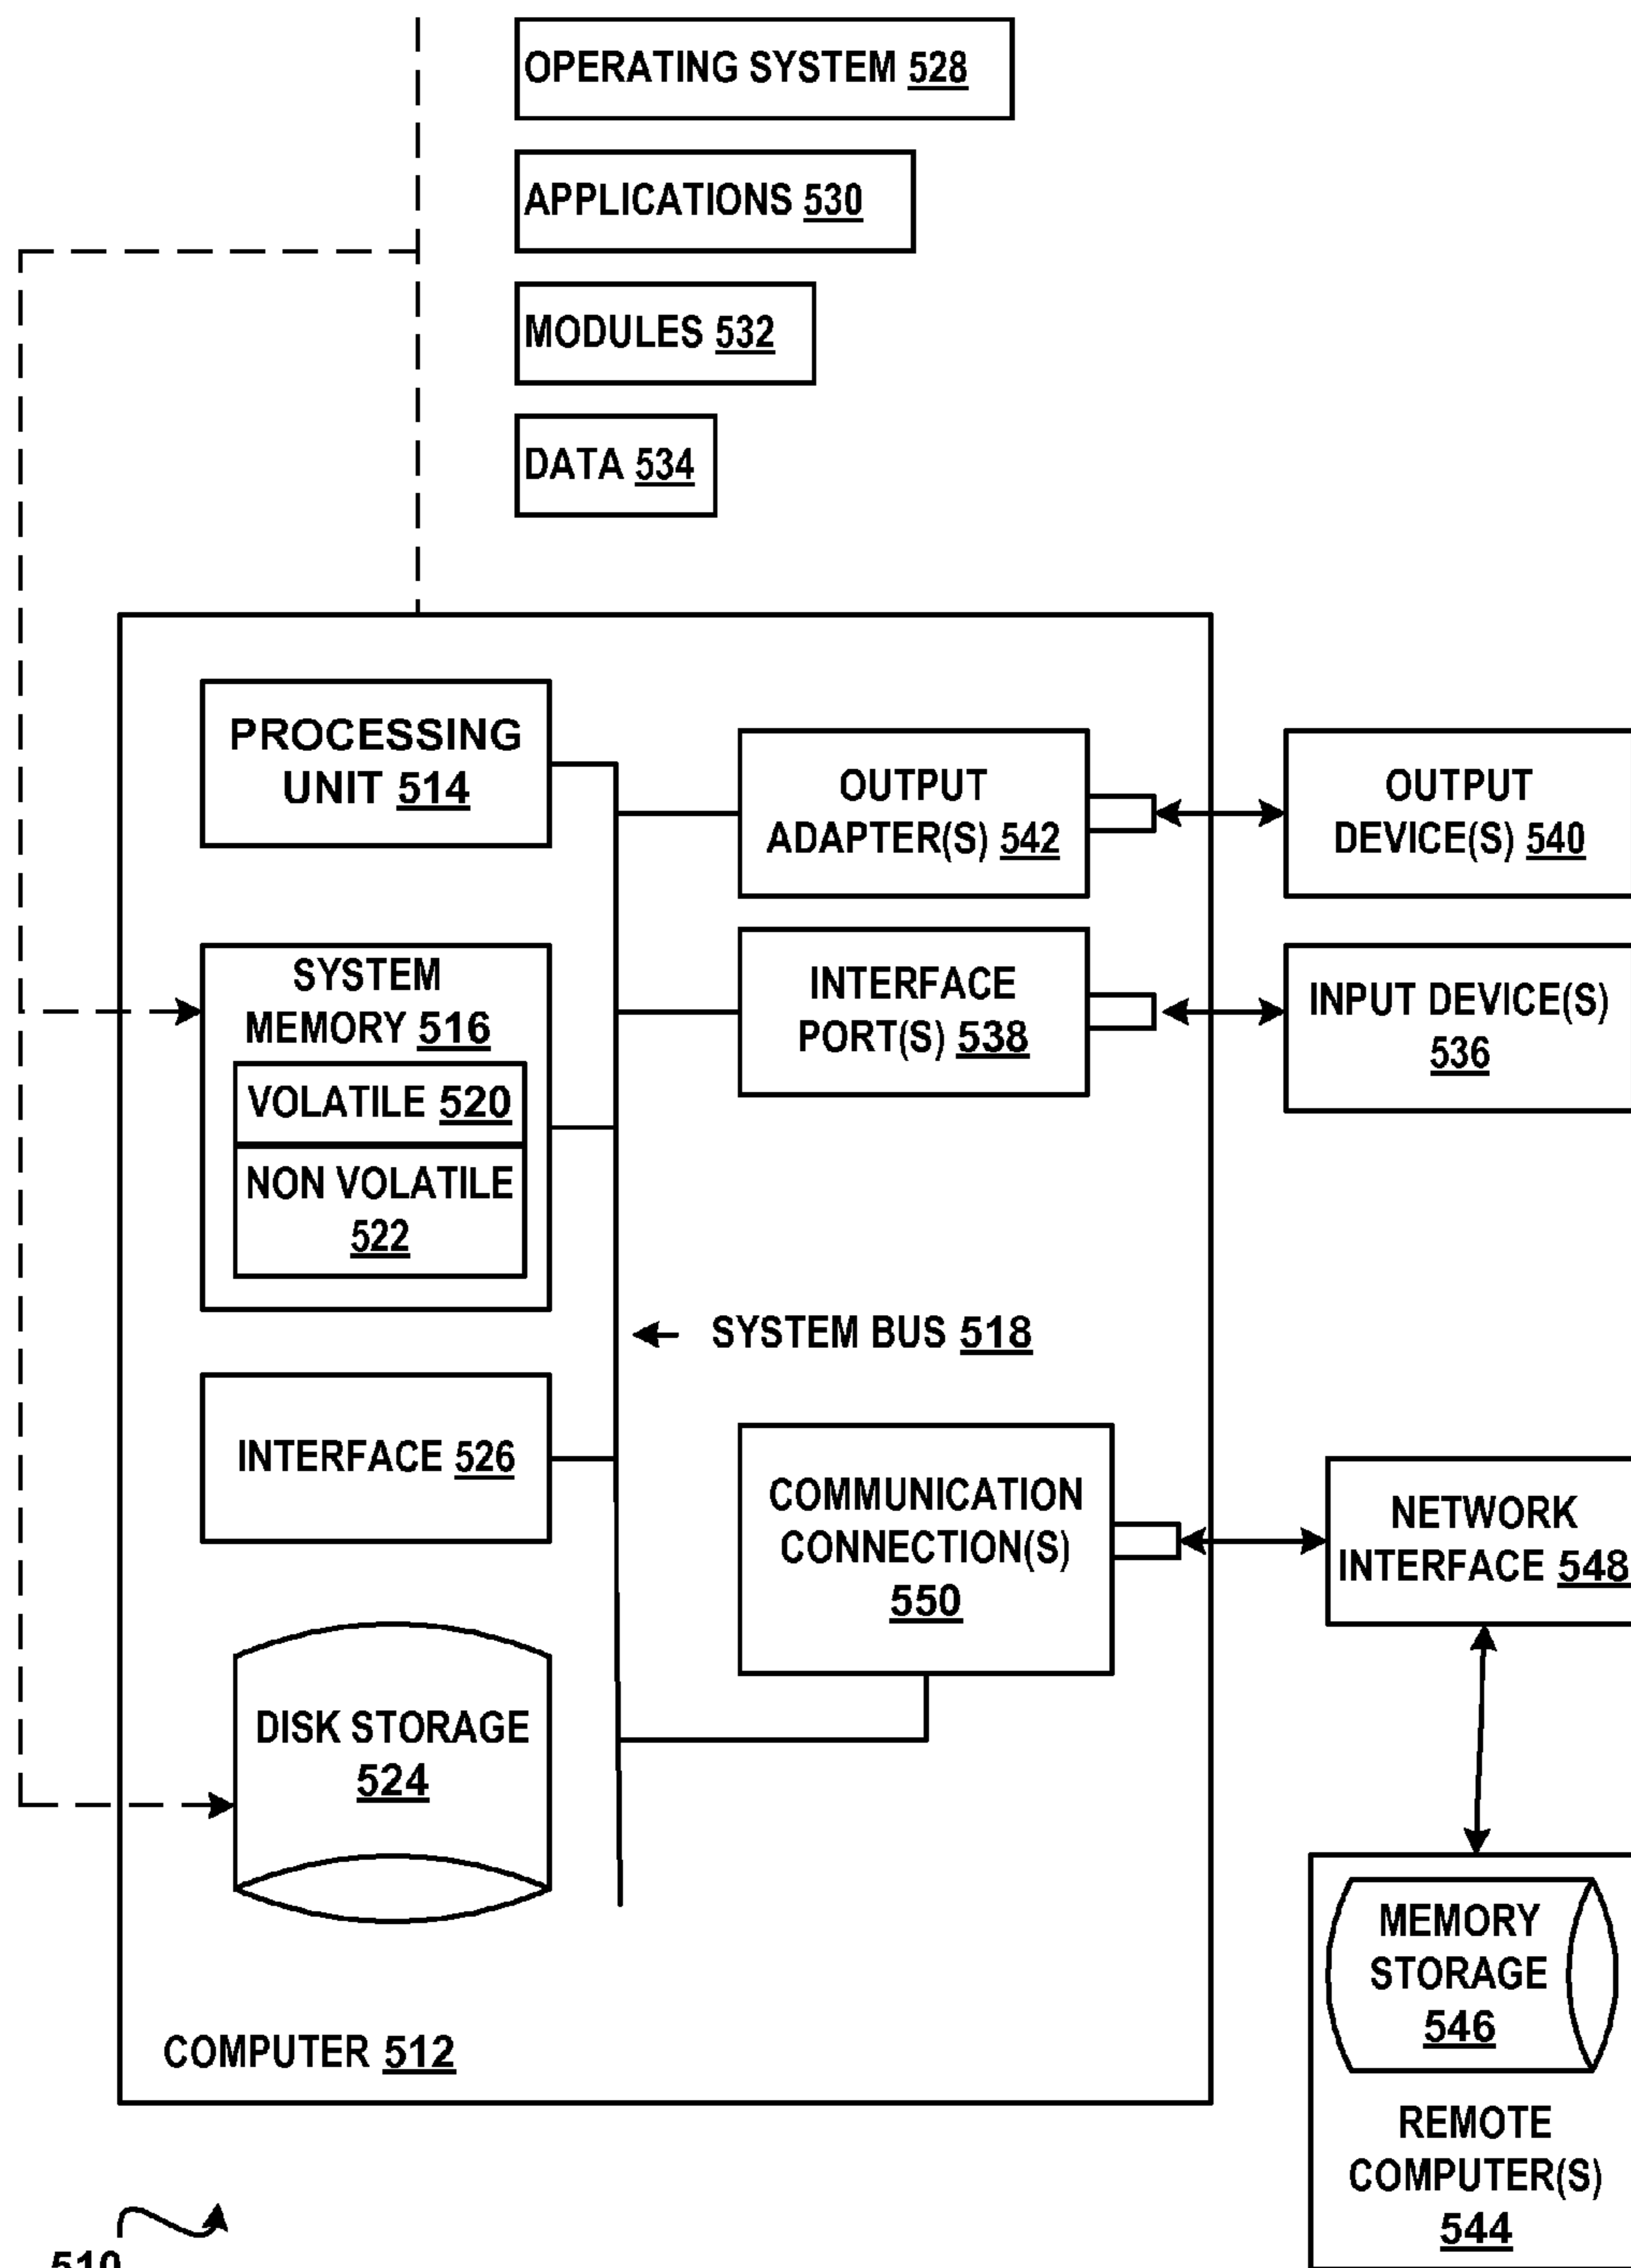 OPERATING SYSTEM 528
APPLICATIONS 530
MODULES 532
DATA 534
PROCESSING
UNIT 514
OUTPUT
ADAPTER(S) 542
OUTPUT
DEVICE(S) 540
SYSTEM
MEMORY 516
VOLATILE 520
NON VOLATILE
522
INTERFACE
PORT(S) 538
INPUT DEVICE(S)
536
SYSTEM BUS 518
INTERFACE 526
COMMUNICATION
CONNECTION(S)
550
NETWORK
INTERFACE 548
DISK STORAGE
524
MEMORY
STORAGE
546
REMOTE
COMPUTER(S)
544
COMPUTER 512
510